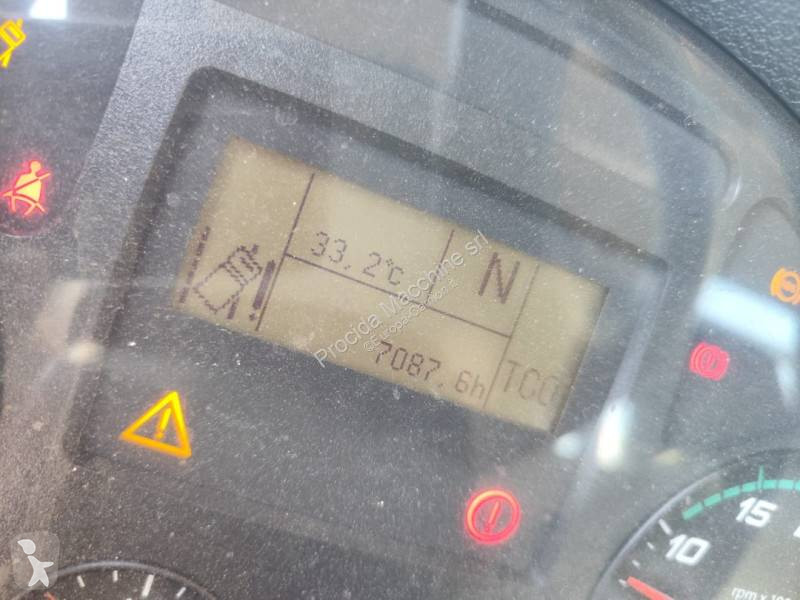 33.2°C
N
7087.6h
TCO
Procida Macchine srl
10
15